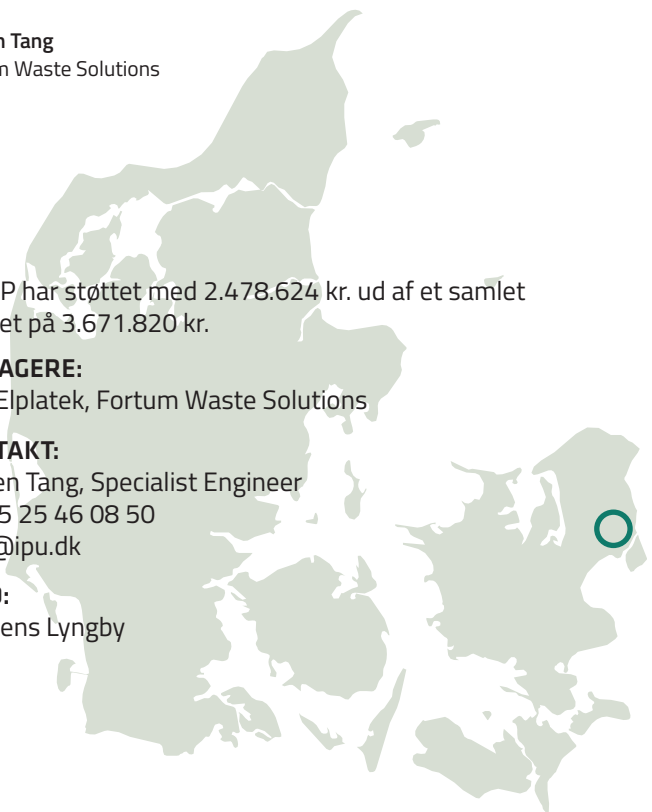 n Tang
m Waste Solutions
P har støttet med 2.478.624 kr. ud af et samlet
et på 3.671.820 kr.
AGERE:
Elplatek, Fortum Waste Solutions
TAKT:
en Tang, Specialist Engineer
5 25 46 08 50
@ipu.dk
:
ens Lyngby